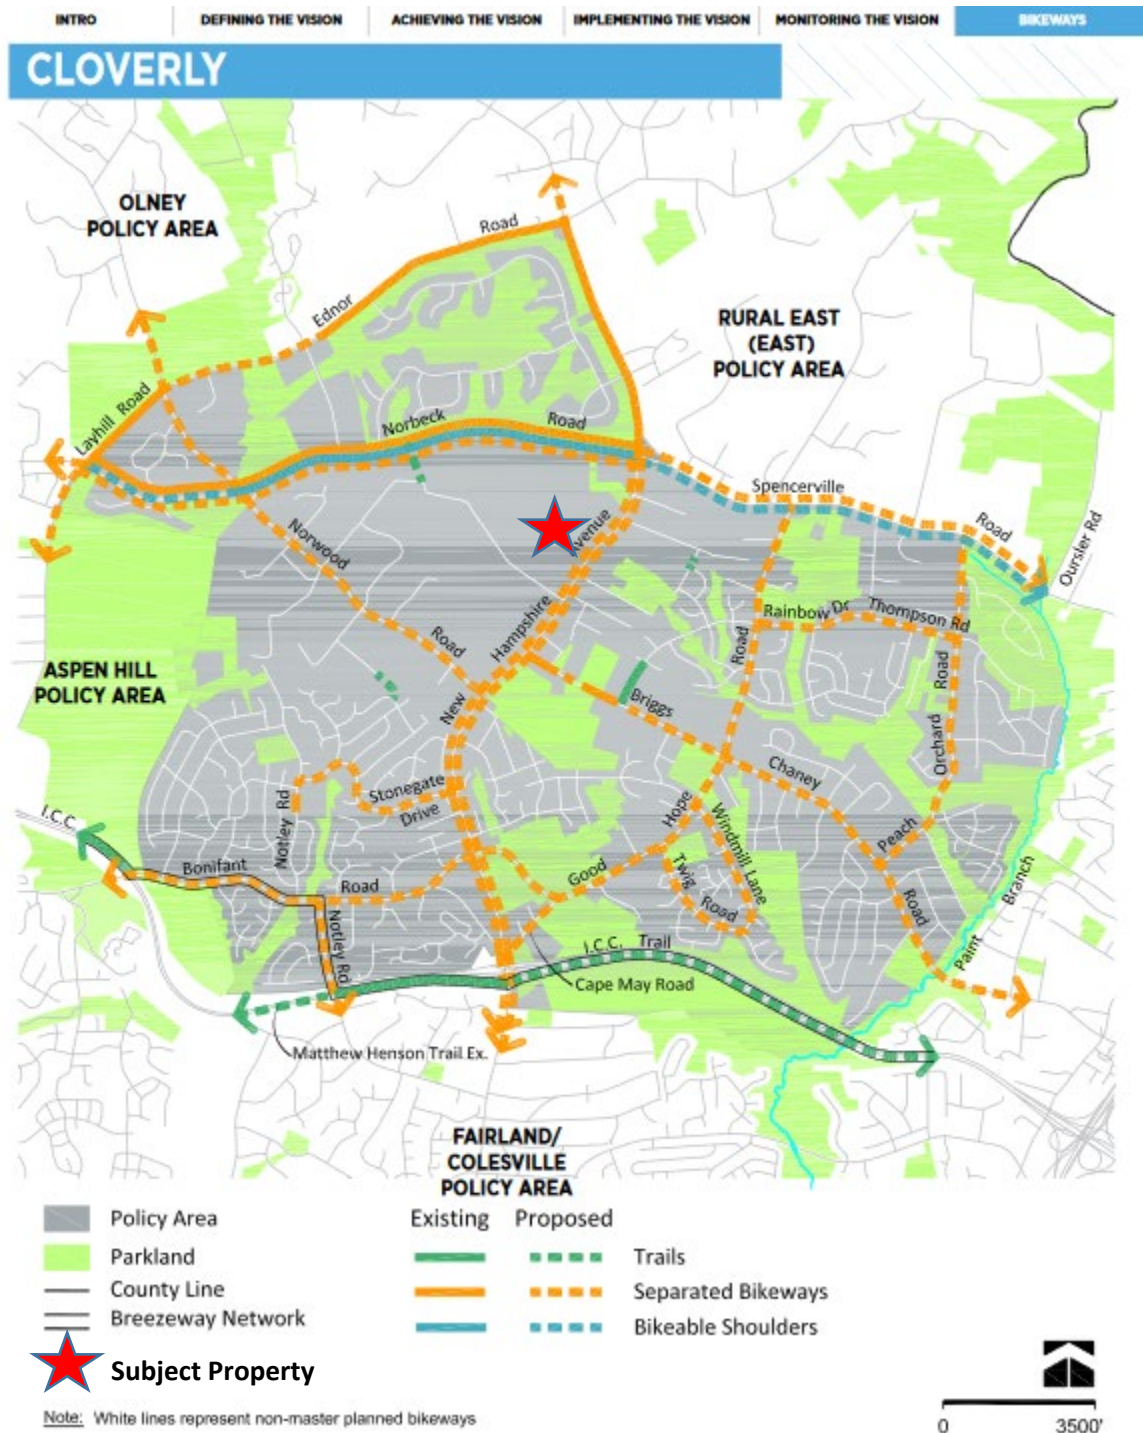 INTRO
DEFINING THE VISION
ACHIEVING THE VISION
IMPLEMENTING THE VISION
MONITORING THE VISION
BIKEWAYS
CLOVERLY
OLNEY
POLICY AREA
Road
Ednor
RURAL EAST
(EAST)
POLICY AREA
Layhill Road
Norbeck
Road
Spencerville
Road
Oursler Rd
Norwood
Road
Avenue
Hampshire
New
Rainbow Dr
Thompson Rd
Road
Road
Orchard
ASPEN HILL
POLICY AREA
Briggs
Chaney
Stonegate
Drive
Notley Rd
Hope
Windmill Lane
Peach
I.C.C.
Bonifant
Road
Good
Twig
Road
Road
Branch
Paint
Notley Rd
I.C.C. Trail
Cape May Road
Matthew Henson Trail Ex.
FAIRLAND/
COLESVILLE
POLICY AREA
Policy Area
Parkland
County Line
Breezeway Network
Existing Proposed
Trails
Separated Bikeways
Bikeable Shoulders
Subject Property
Note: White lines represent non-master planned bikeways
0 3500'